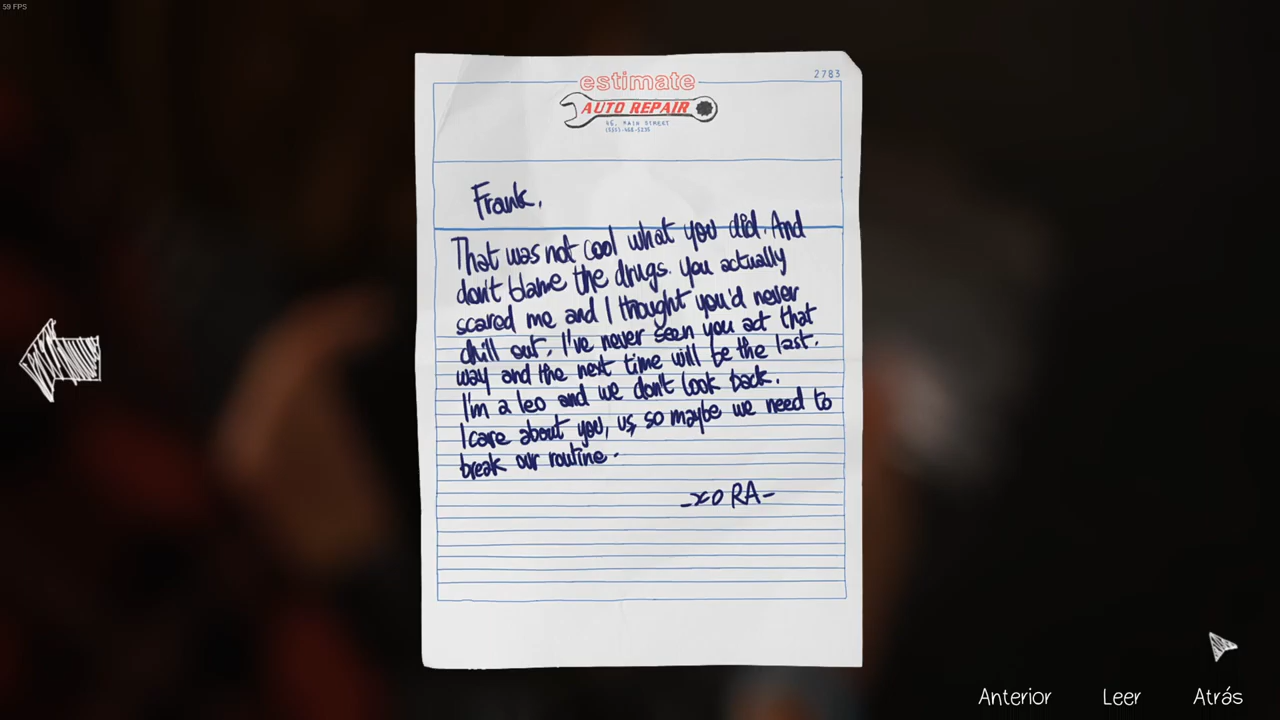 59 FPS
2783
estimate
AUTO REPAIR
45, MAIN STREET
Frank,
That was not cool what you did. And
don't blame the drugs. You actually
scared me and I thought you'd never
chill out. I've never seen you act that
way and the next time will be the last.
I'm a leo and we don't look back.
I care about you, us, so maybe we need to
break our routine.
-xo RA-
Anterior
Leer
Atrás